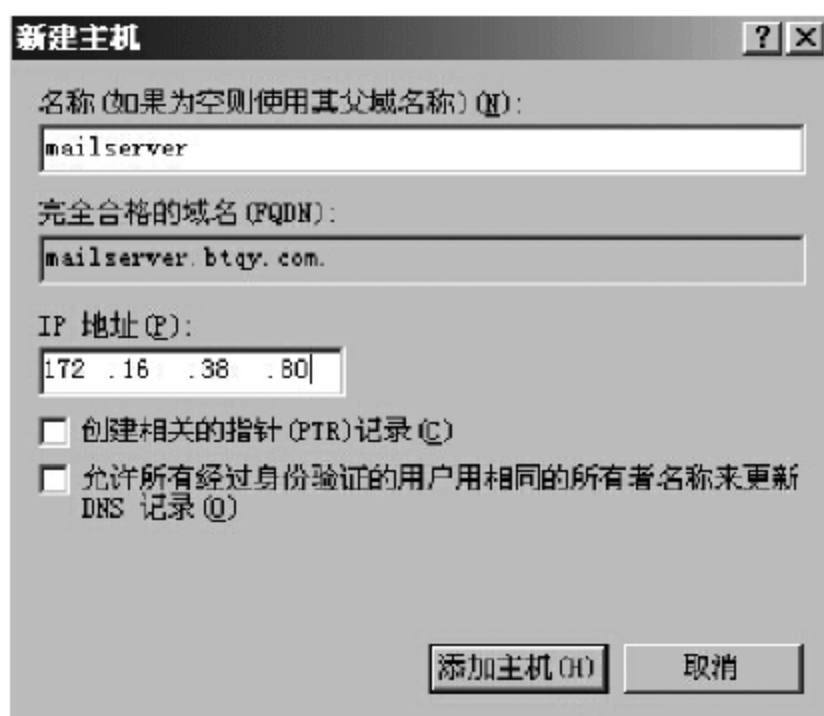 新建主机
名称(如果为空则使用其父域名称)(N):
mailserver
完全合格的域名(FQDN):
mailserver.btqy.com.
IP 地址(P):
172 .16 .38 .80
创建相关的指针(PTR)记录(C)
允许所有经过身份验证的用户用相同的所有者名称来更新
DNS 记录(O)
添加主机(H) 取消